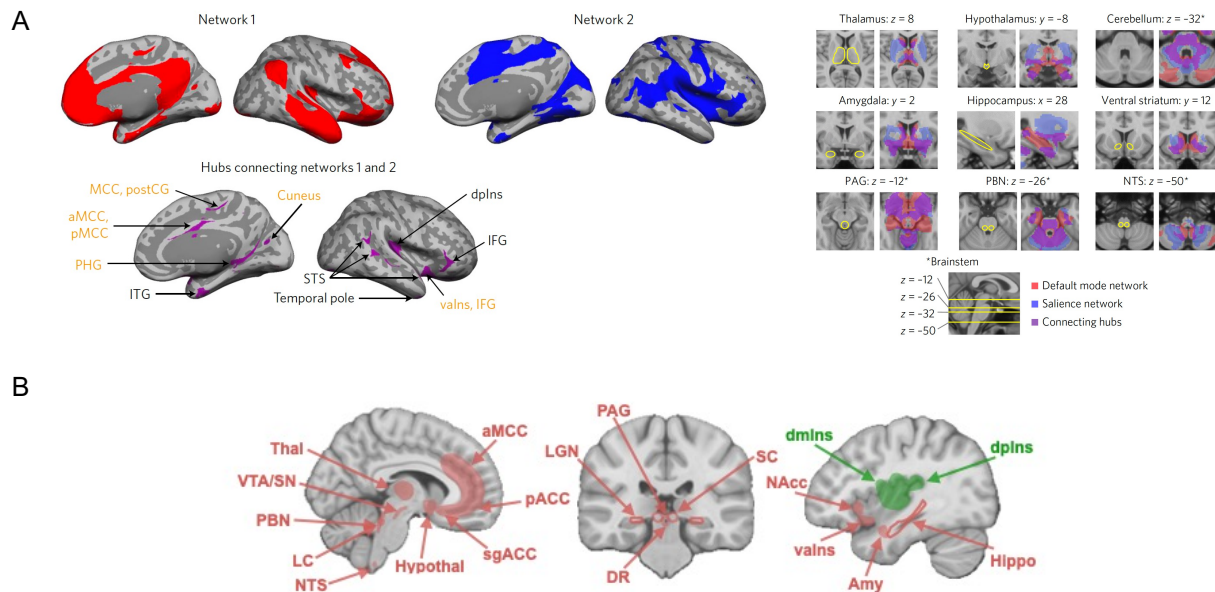 A
Network 1
Network 2
Hubs connecting networks 1 and 2
MCC, postCG
Cuneus
aMCC,
pMCC
PHG
ITG
dpIns
IFG
STS
Temporal pole
vaIns, IFG
Thalamus: z = 8
Hypothalamus: y = –8
Cerebellum: z = –32*
Amygdala: y = 2
Hippocampus: x = 28
Ventral striatum: y = 12
PAG: z = –12*
PBN: z = –26*
NTS: z = –50*
*Brainstem
z = –12
z = –26
z = –32
z = –50
Default mode network
Salience network
Connecting hubs
B
Thal
aMCC
VTA/SN
pACC
PBN
LC
sgACC
Hypothal
NTS
PAG
LGN
SC
DR
dmIns
dpIns
NAcc
vaIns
Amy
Hippo